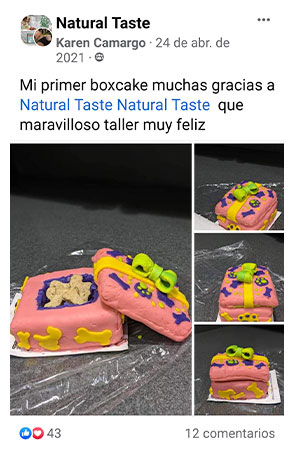 Natural Taste
Karen Camargo · 24 de abr. de
2021 ·
Mi primer boxcake muchas gracias a
Natural Taste Natural Taste que
maravilloso taller muy feliz
43
12 comentarios